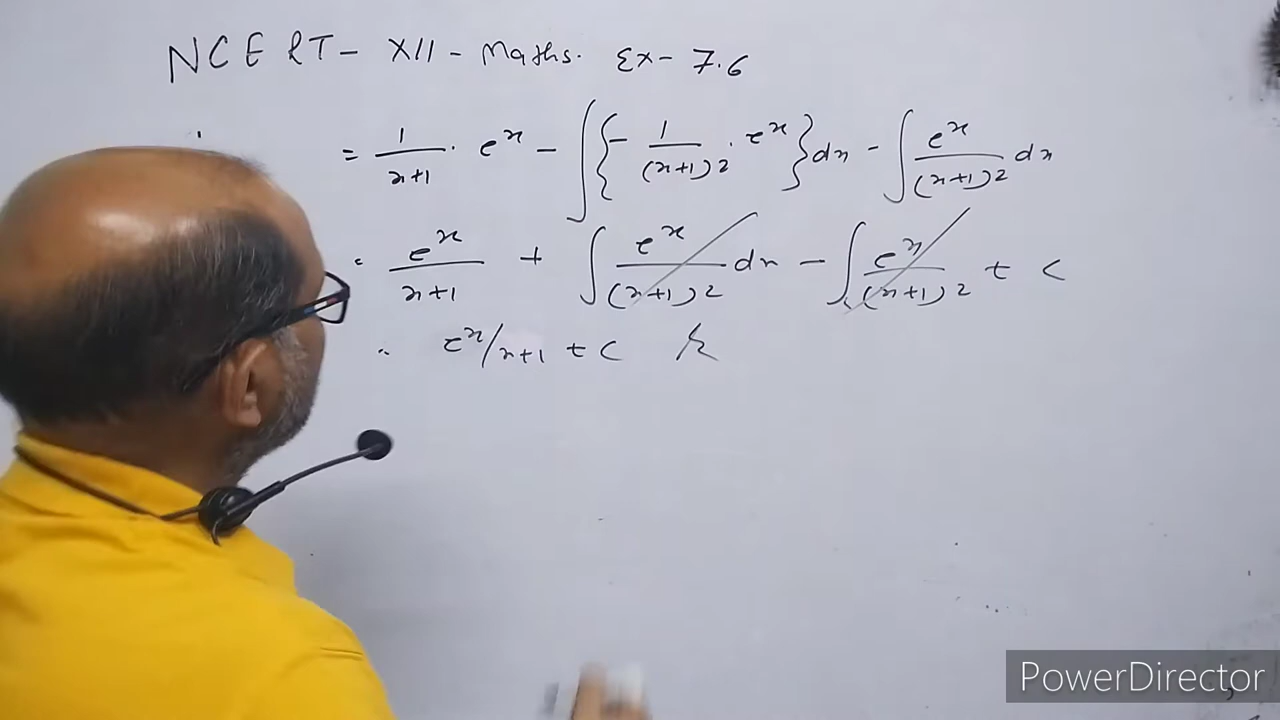 NCERT - XII - Maths. Ex - 7.6
= 1/(x+1) · e^x - ∫{ - 1/(x+1)² · e^x } dx - ∫ e^x/(x+1)² dx
= e^x/(x+1) + ∫ e^x/(x+1)² dx - ∫ e^x/(x+1)² + C
= e^x/x+1 + C
PowerDirector